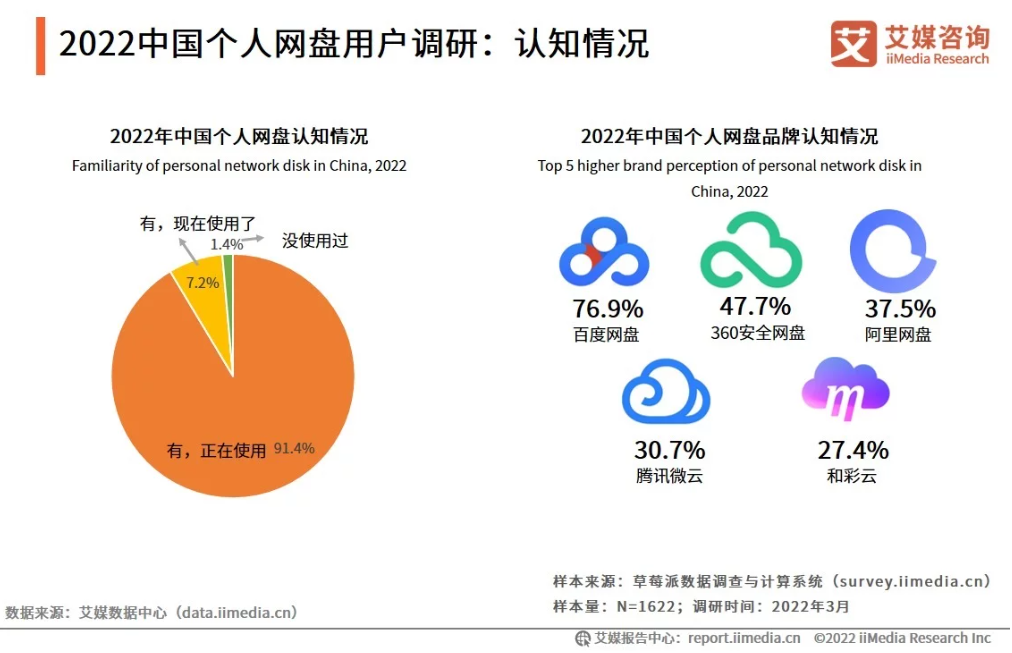 2022中国个人网盘用户调研：认知情况
艾 艾媒咨询
iiMedia Research
2022年中国个人网盘认知情况
Familiarity of personal network disk in China, 2022
有，现在使用了
1.4%
没使用过
7.2%
有，正在使用 91.4%
2022年中国个人网盘品牌认知情况
Top 5 higher brand perception of personal network disk in
China, 2022
76.9%
百度网盘
47.7%
360安全网盘
37.5%
阿里网盘
m
30.7%
腾讯微云
27.4%
和彩云
样本来源：草莓派数据调查与计算系统（survey.iimedia.cn）
样本量：N=1622；调研时间：2022年3月
数据来源：艾媒数据中心（data.iimedia.cn）
艾媒报告中心：report.iimedia.cn ©2022 iiMedia Research Inc